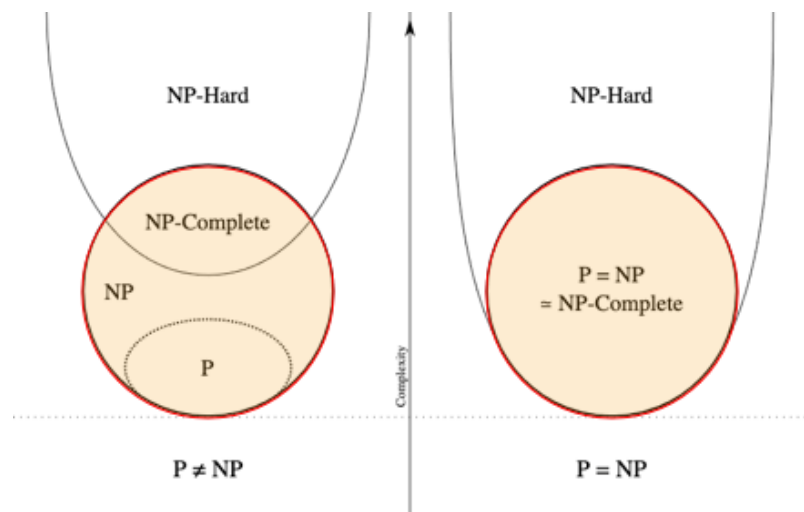 NP-Hard
NP-Complete
NP
P
P ≠ NP
Complexity
NP-Hard
P = NP
≃ NP-Complete
P = NP